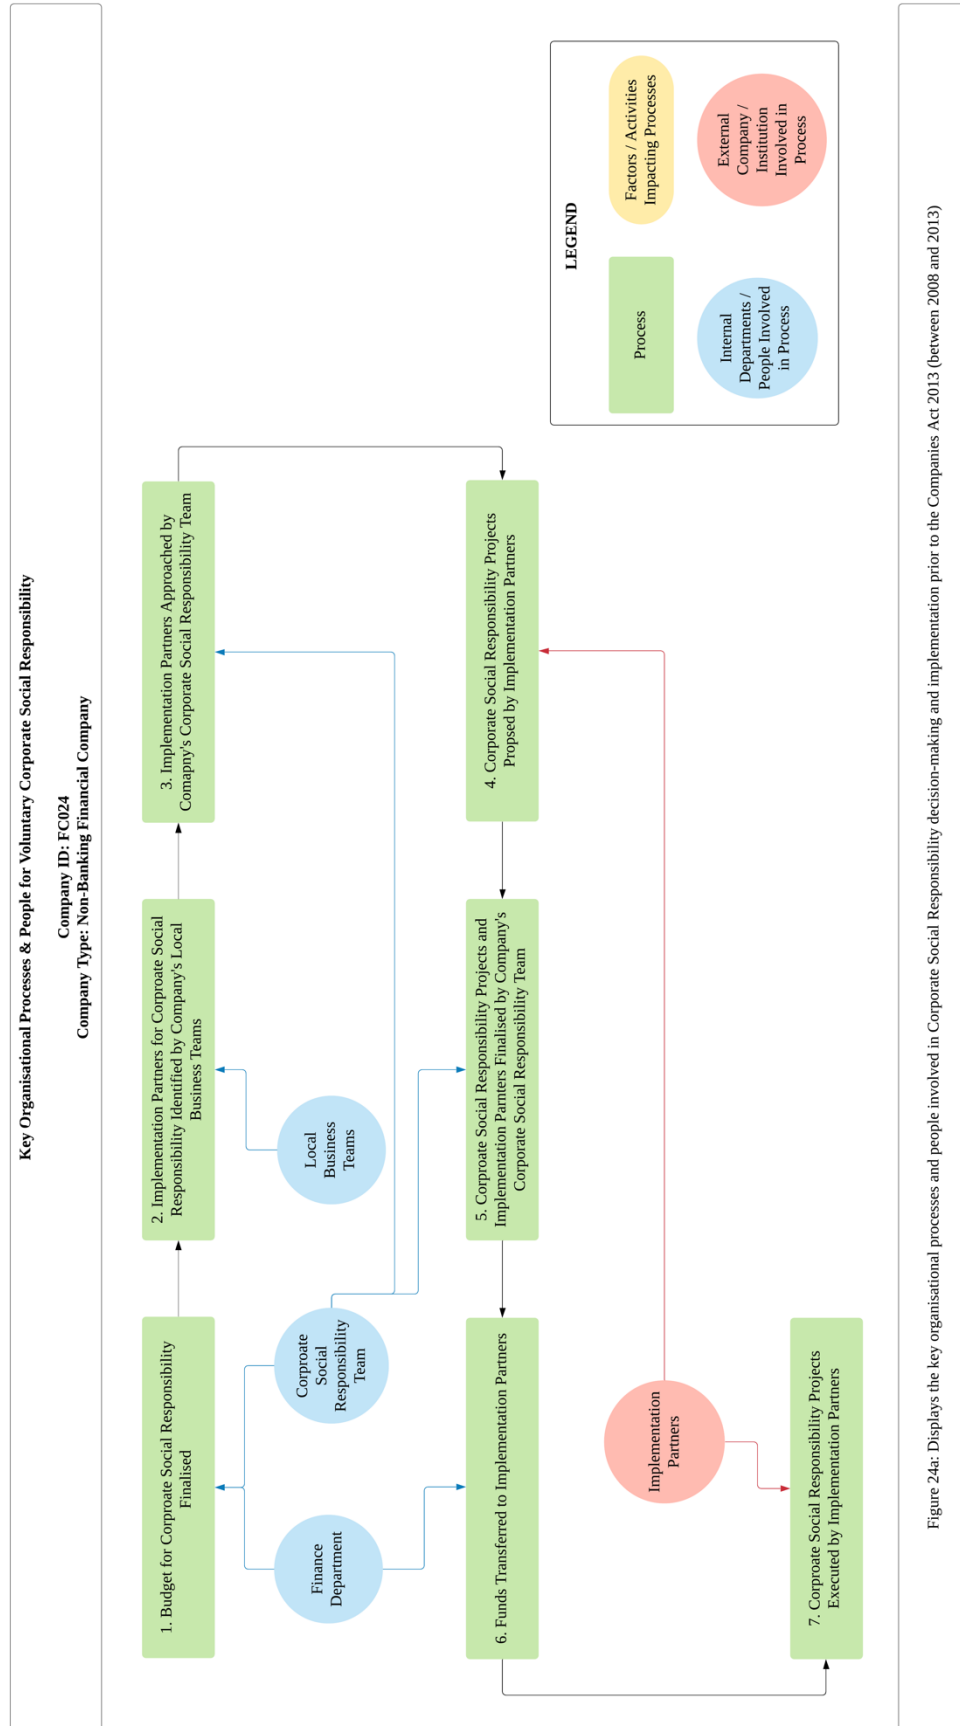 Key Organisational Processes & People for Voluntary Corporate Social Responsibility
Company ID: FC024
Company Type: Non-Banking Financial Company
1. Budget for Corproate Social Responsibility
Finalised
2. Implementation Partners for Corproate Social
Responsibility Identified by Company's Local
Business Teams
3. Implementation Partners Approached by
Comapny's Corporate Social Responsibility Team
Finance
Department
Corproate
Social
Responsibility
Team
Local
Business
Teams
6. Funds Transferred to Implementation Partners
5. Corproate Social Responsibility Projects and
Implementation Parnters Finalised by Company's
Corporate Social Responsibility Team
4. Corporate Social Responsibility Projects
Propsed by Implementation Partners
Implementation
Partners
7. Corproate Social Responsibility Projects
Executed by Implementation Partners
LEGEND
Process
Factors / Activities
Impacting Processes
Internal
Departments /
People Involved
in Process
External
Company /
Institution
Involved in
Process
Figure 24a: Displays the key organisational processes and people involved in Corporate Social Responsibility decision-making and implementation prior to the Companies Act 2013 (between 2008 and 2013)